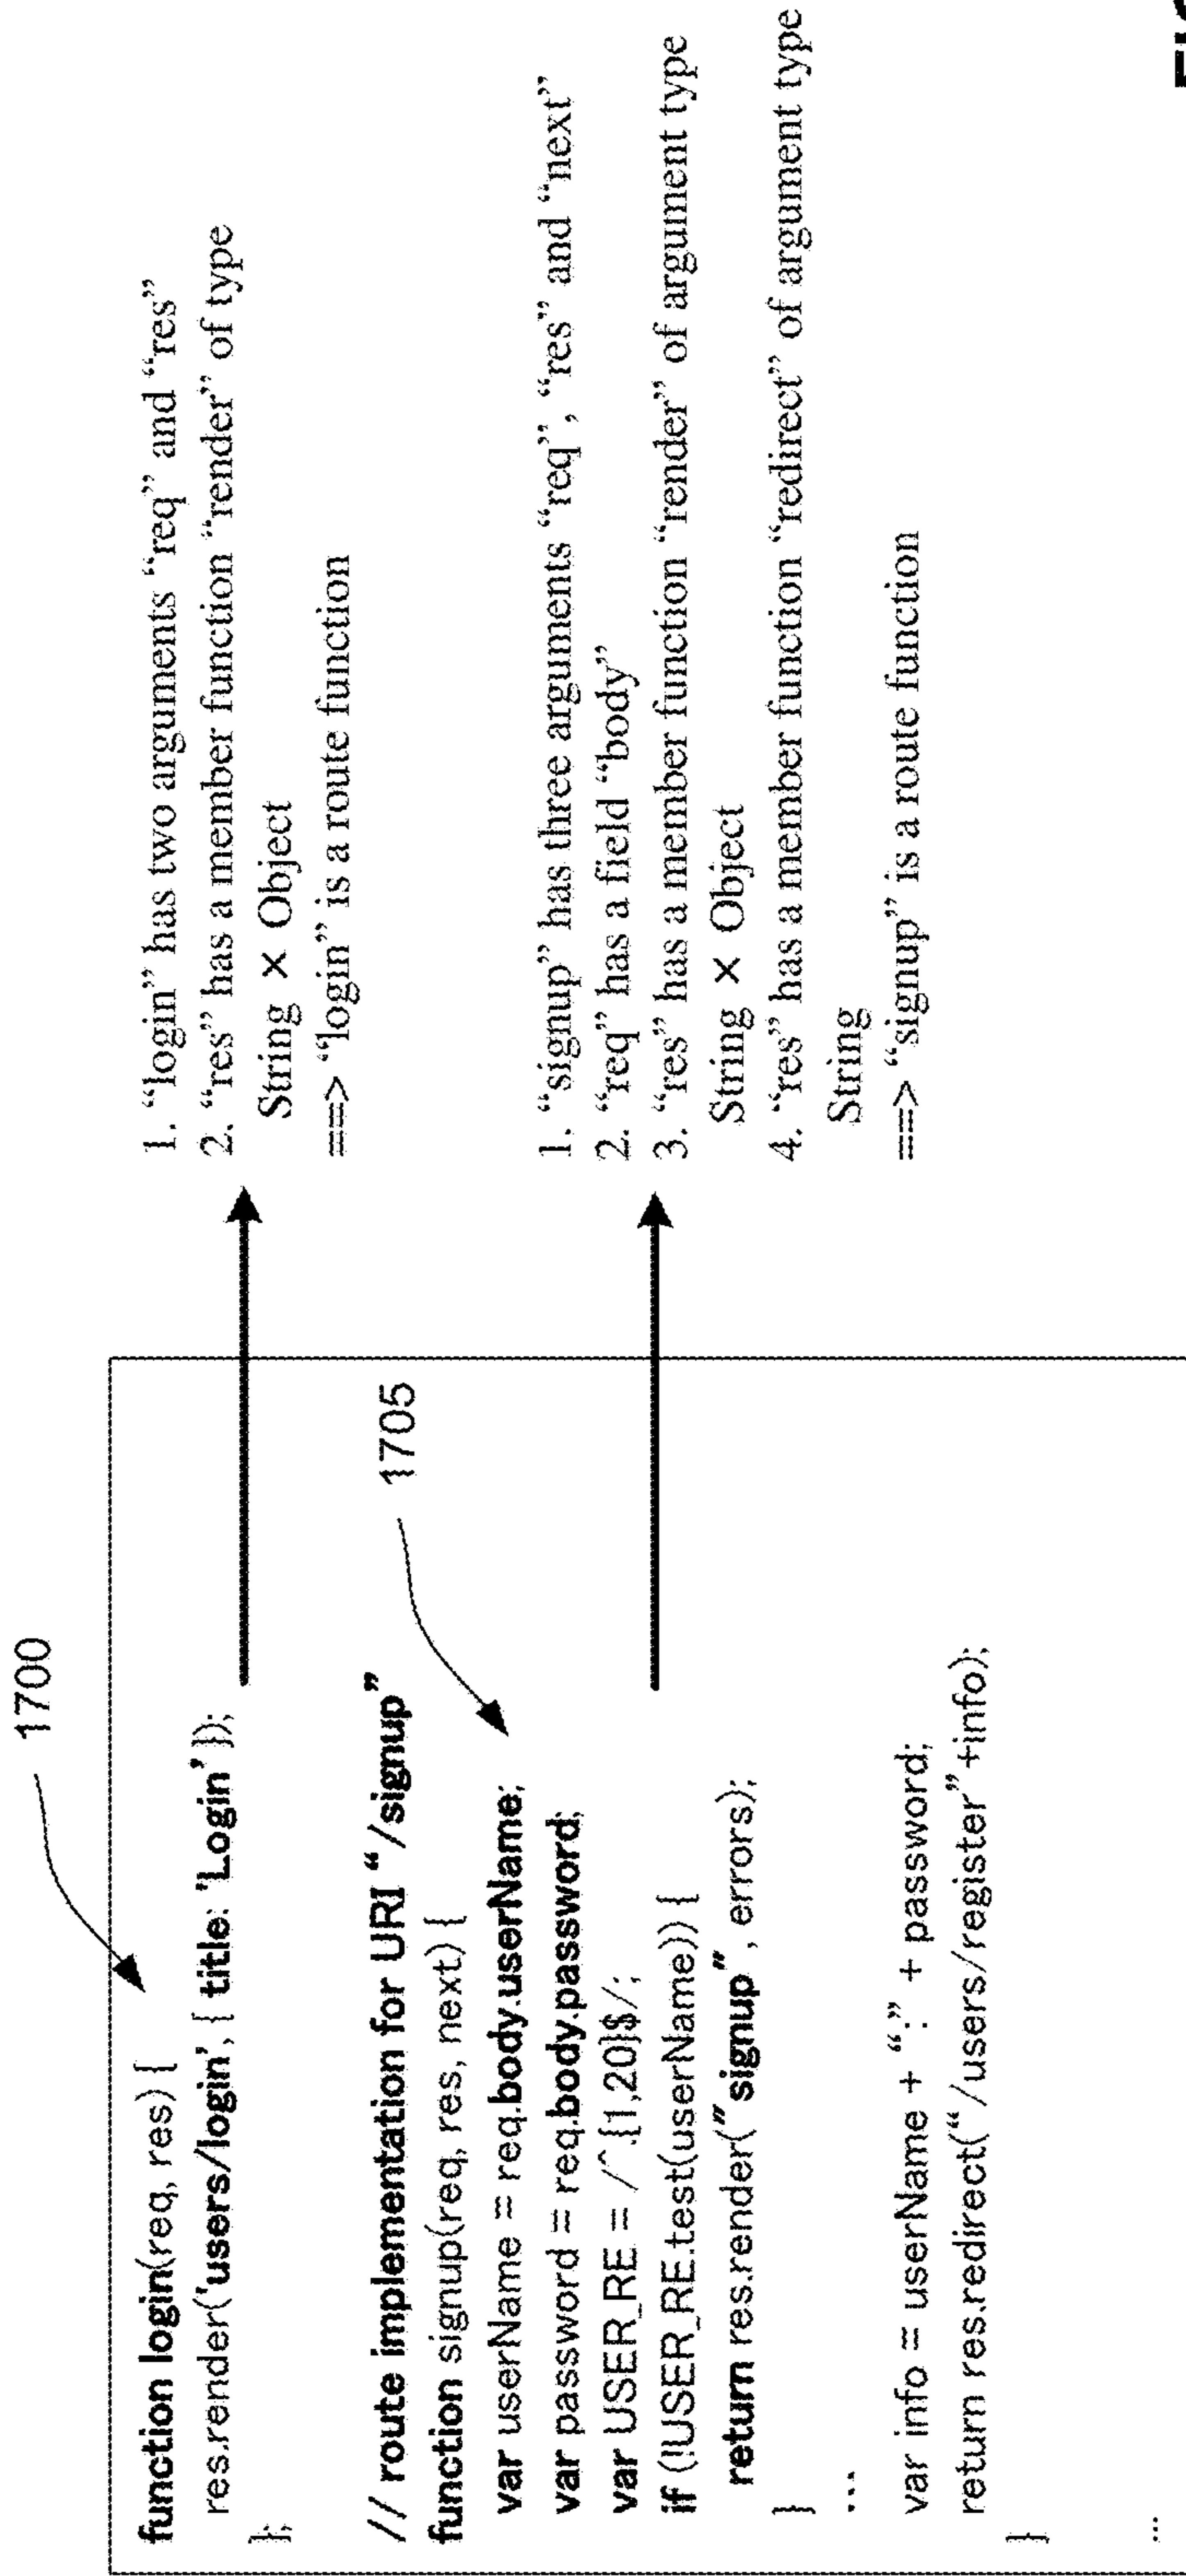 1700
function login(req, res) {
res.render('users/login', { title: 'Login' });
};
// route implementation for URI “/signup”
1705
function signup(req, res, next) {
var userName = req.body.userName;
var password = req.body.password;
var USER_RE = /^.{1,20}$/;
if (!USER_RE.test(userName)) {
return res.render("signup", errors);
}
...
var info = userName + “:” + password;
return res.redirect(“/users/register”+info);
}
...
1. “login” has two arguments “req” and “res”
2. “res” has a member function “render” of type
String × Object
==> “login” is a route function
1. “signup” has three arguments “req”, “res” and “next”
2. “req” has a field “body”
3. “res” has a member function “render” of argument type
String × Object
4. “res” has a member function “redirect” of argument type
String
==> “signup” is a route function